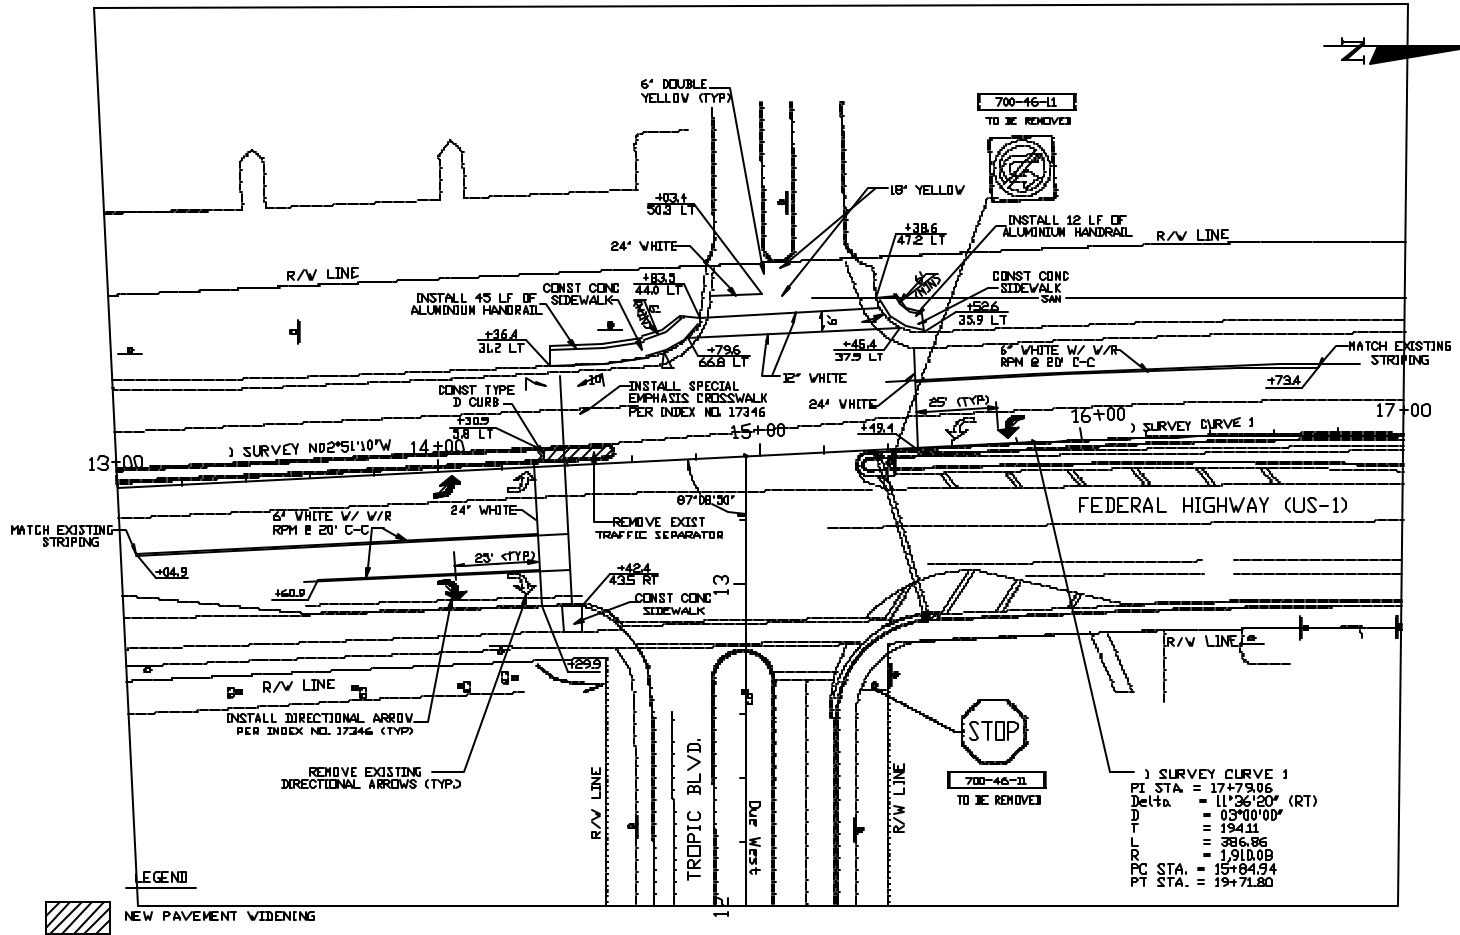 N
6" DOUBLE
YELLOW (TYP)
700-46-11
TO BE REMOVED
18" YELLOW
+03.4
50.3 LT
INSTALL 12 LF OF
ALUMINIUM HANDRAIL
+38.6
47.2 LT
R/W LINE
24" WHITE
R/W LINE
+83.5
44.0 LT
CONST CONC
SIDEWALK
CONST CONC
SIDEWALK
SAN
INSTALL 45 LF OF
ALUMINIUM HANDRAIL
+52.6
35.9 LT
+36.4
31.2 LT
6'
+79.6
66.8 LT
+45.4
37.9 LT
6" WHITE W/ W/R
RPM @ 20' C-C
MATCH EXISTING
STRIPING
12" WHITE
+73.4
10'
CONST TYPE
D CURB
INSTALL SPECIAL
EMPHASIS CROSSWALK
PER INDEX NO. 17346
24" WHITE
25' (TYP)
16+00
17+00
+30.9
9.8 LT
15+00
+49.4
SURVEY CURVE 1
SURVEY N02°51'10"W
14+00
13+00
87°08'50"
FEDERAL HIGHWAY (US-1)
24" WHITE
6" WHITE W/ W/R
RPM @ 20' C-C
REMOVE EXIST
TRAFFIC SEPARATOR
MATCH EXISTING
STRIPING
25' (TYP)
+04.9
+42.4
43.5 RT
13
+60.9
CONST CONC
SIDEWALK
R/W LINE
+29.9
R/W LINE
INSTALL DIRECTIONAL ARROW
PER INDEX NO. 17346 (TYP)
STOP
REMOVE EXISTING
DIRECTIONAL ARROWS (TYP.)
700-46-11
TO BE REMOVED
R/W LINE
TROPIC BLVD.
Due West
R/W LINE
12
SURVEY CURVE 1
PI STA. = 17+79.06
Delta = 11°36'20" (RT)
D = 03°00'00"
T = 194.11
L = 386.86
R = 1,910.08
PC STA. = 15+84.94
PT STA. = 19+71.80
LEGEND
NEW PAVEMENT WIDENING